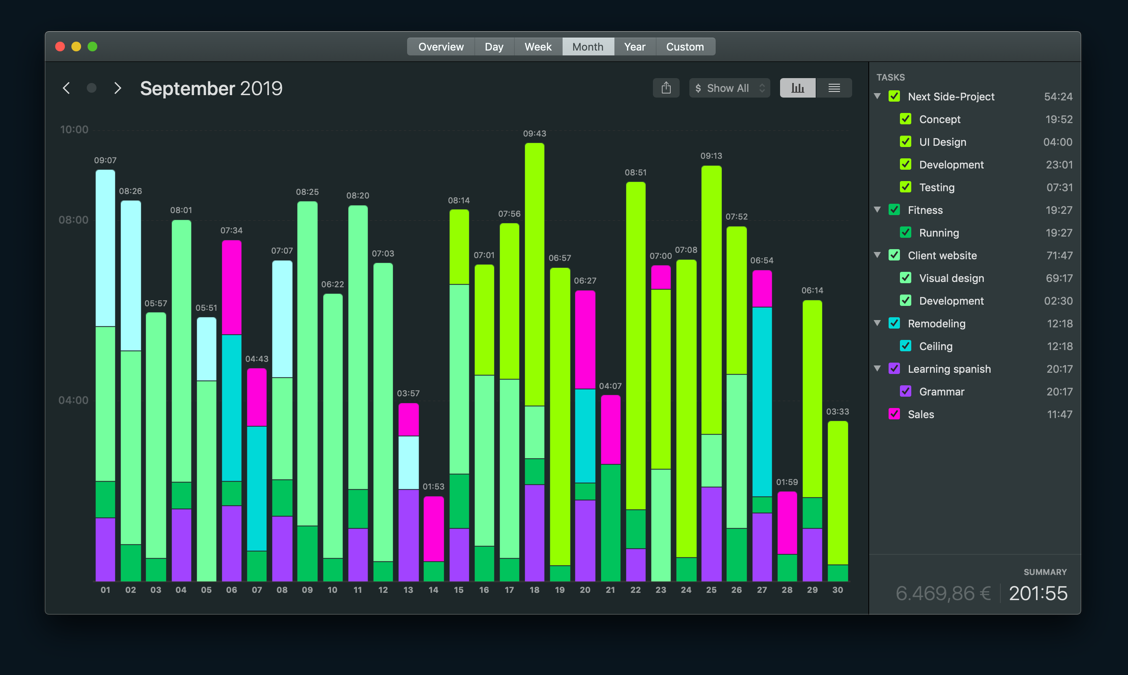 Overview Day Week Month Year Custom
September 2019
$ Show All
10:00
08:00
04:00
09:07
08:26
05:57
08:01
05:51
07:34
04:43
07:07
08:25
06:22
08:20
07:03
03:57
01:53
08:14
07:01
07:56
09:43
06:57
06:27
04:07
08:51
07:00
07:08
09:13
07:52
06:54
01:59
06:14
03:33
01 02 03 04 05 06 07 08 09 10 11 12 13 14 15 16 17 18 19 20 21 22 23 24 25 26 27 28 29 30
TASKS
Next Side-Project 54:24
Concept 19:52
UI Design 04:00
Development 23:01
Testing 07:31
Fitness 19:27
Running 19:27
Client website 71:47
Visual design 69:17
Development 02:30
Remodeling 12:18
Ceiling 12:18
Learning spanish 20:17
Grammar 20:17
Sales 11:47
SUMMARY
6.469,86 € 201:55